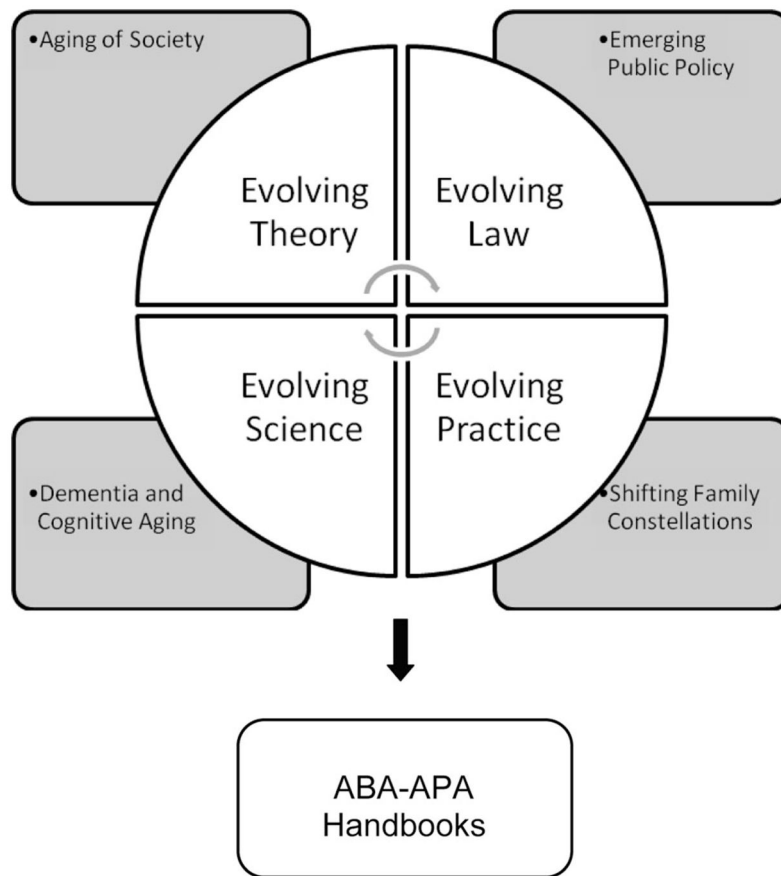 •Aging of Society
•Emerging
Public Policy
Evolving
Theory
Evolving
Law
Evolving
Science
Evolving
Practice
•Dementia and
Cognitive Aging
•Shifting Family
Constellations
ABA-APA
Handbooks